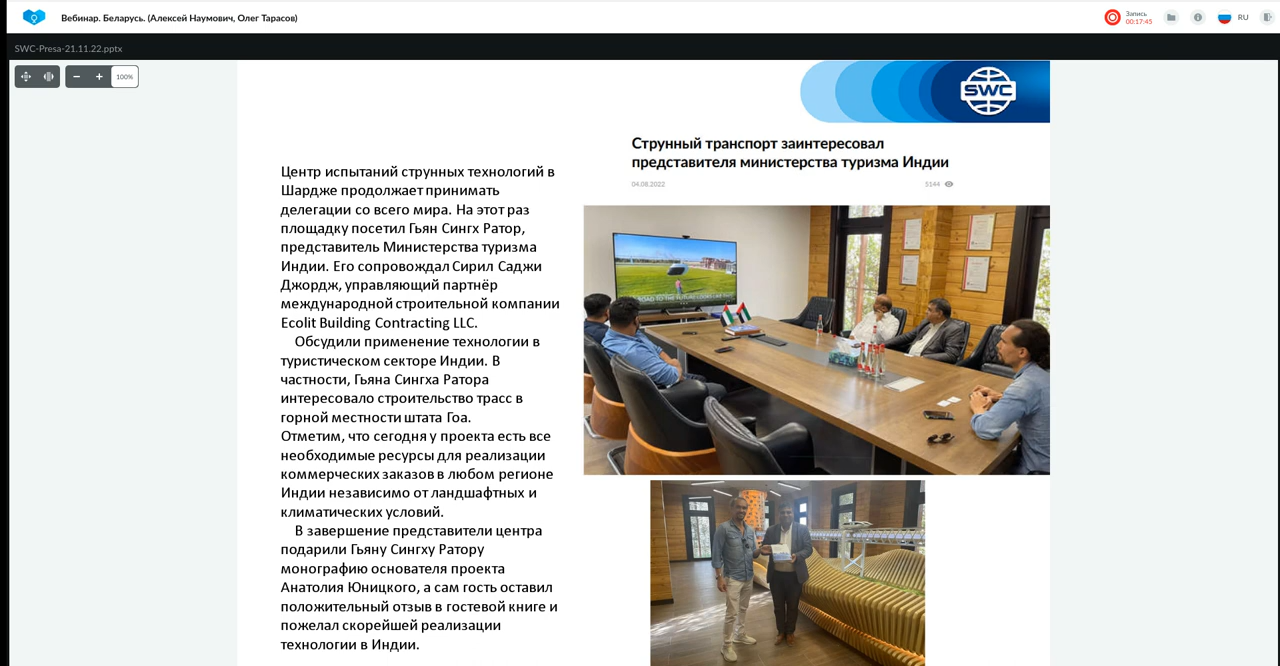 Вебинар. Беларусь. (Алексей Наумович, Олег Тарасов)
Запись
00:17:45
RU
SWC-Presa-21.11.22.pptx
100%
SWC
Струнный транспорт заинтересовал
представителя министерства туризма Индии
04.08.2022
5144
Центр испытаний струнных технологий в
Шардже продолжает принимать
делегации со всего мира. На этот раз
площадку посетил Гьян Сингх Ратор,
представитель Министерства туризма
Индии. Его сопровождал Сирил Саджи
Джордж, управляющий партнёр
международной строительной компании
Ecolit Building Contracting LLC.
Обсудили применение технологии в
туристическом секторе Индии. В
частности, Гьяна Сингха Ратора
интересовало строительство трасс в
горной местности штата Гоа.
Отметим, что сегодня у проекта есть все
необходимые ресурсы для реализации
коммерческих заказов в любом регионе
Индии независимо от ландшафтных и
климатических условий.
В завершение представители центра
подарили Гьяну Сингху Ратору
монографию основателя проекта
Анатолия Юницкого, а сам гость оставил
положительный отзыв в гостевой книге и
пожелал скорейшей реализации
технологии в Индии.
ROAD TO THE FUTURE LOOKS LIKE